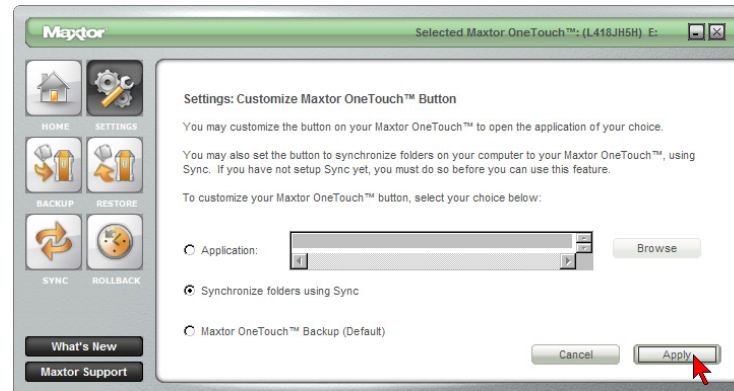 Maxtor
Selected Maxtor OneTouch™: (L418JH5H) E:
HOME SETTINGS
BACKUP RESTORE
SYNC ROLLBACK
What's New
Maxtor Support
Settings: Customize Maxtor OneTouch™ Button
You may customize the button on your Maxtor OneTouch™ to open the application of your choice.
You may also set the button to synchronize folders on your computer to your Maxtor OneTouch™, using
Sync. If you have not setup Sync yet, you must do so before you can use this feature.
To customize your Maxtor OneTouch™ button, select your choice below:
Application:
Browse
Synchronize folders using Sync
Maxtor OneTouch™ Backup (Default)
Cancel Apply